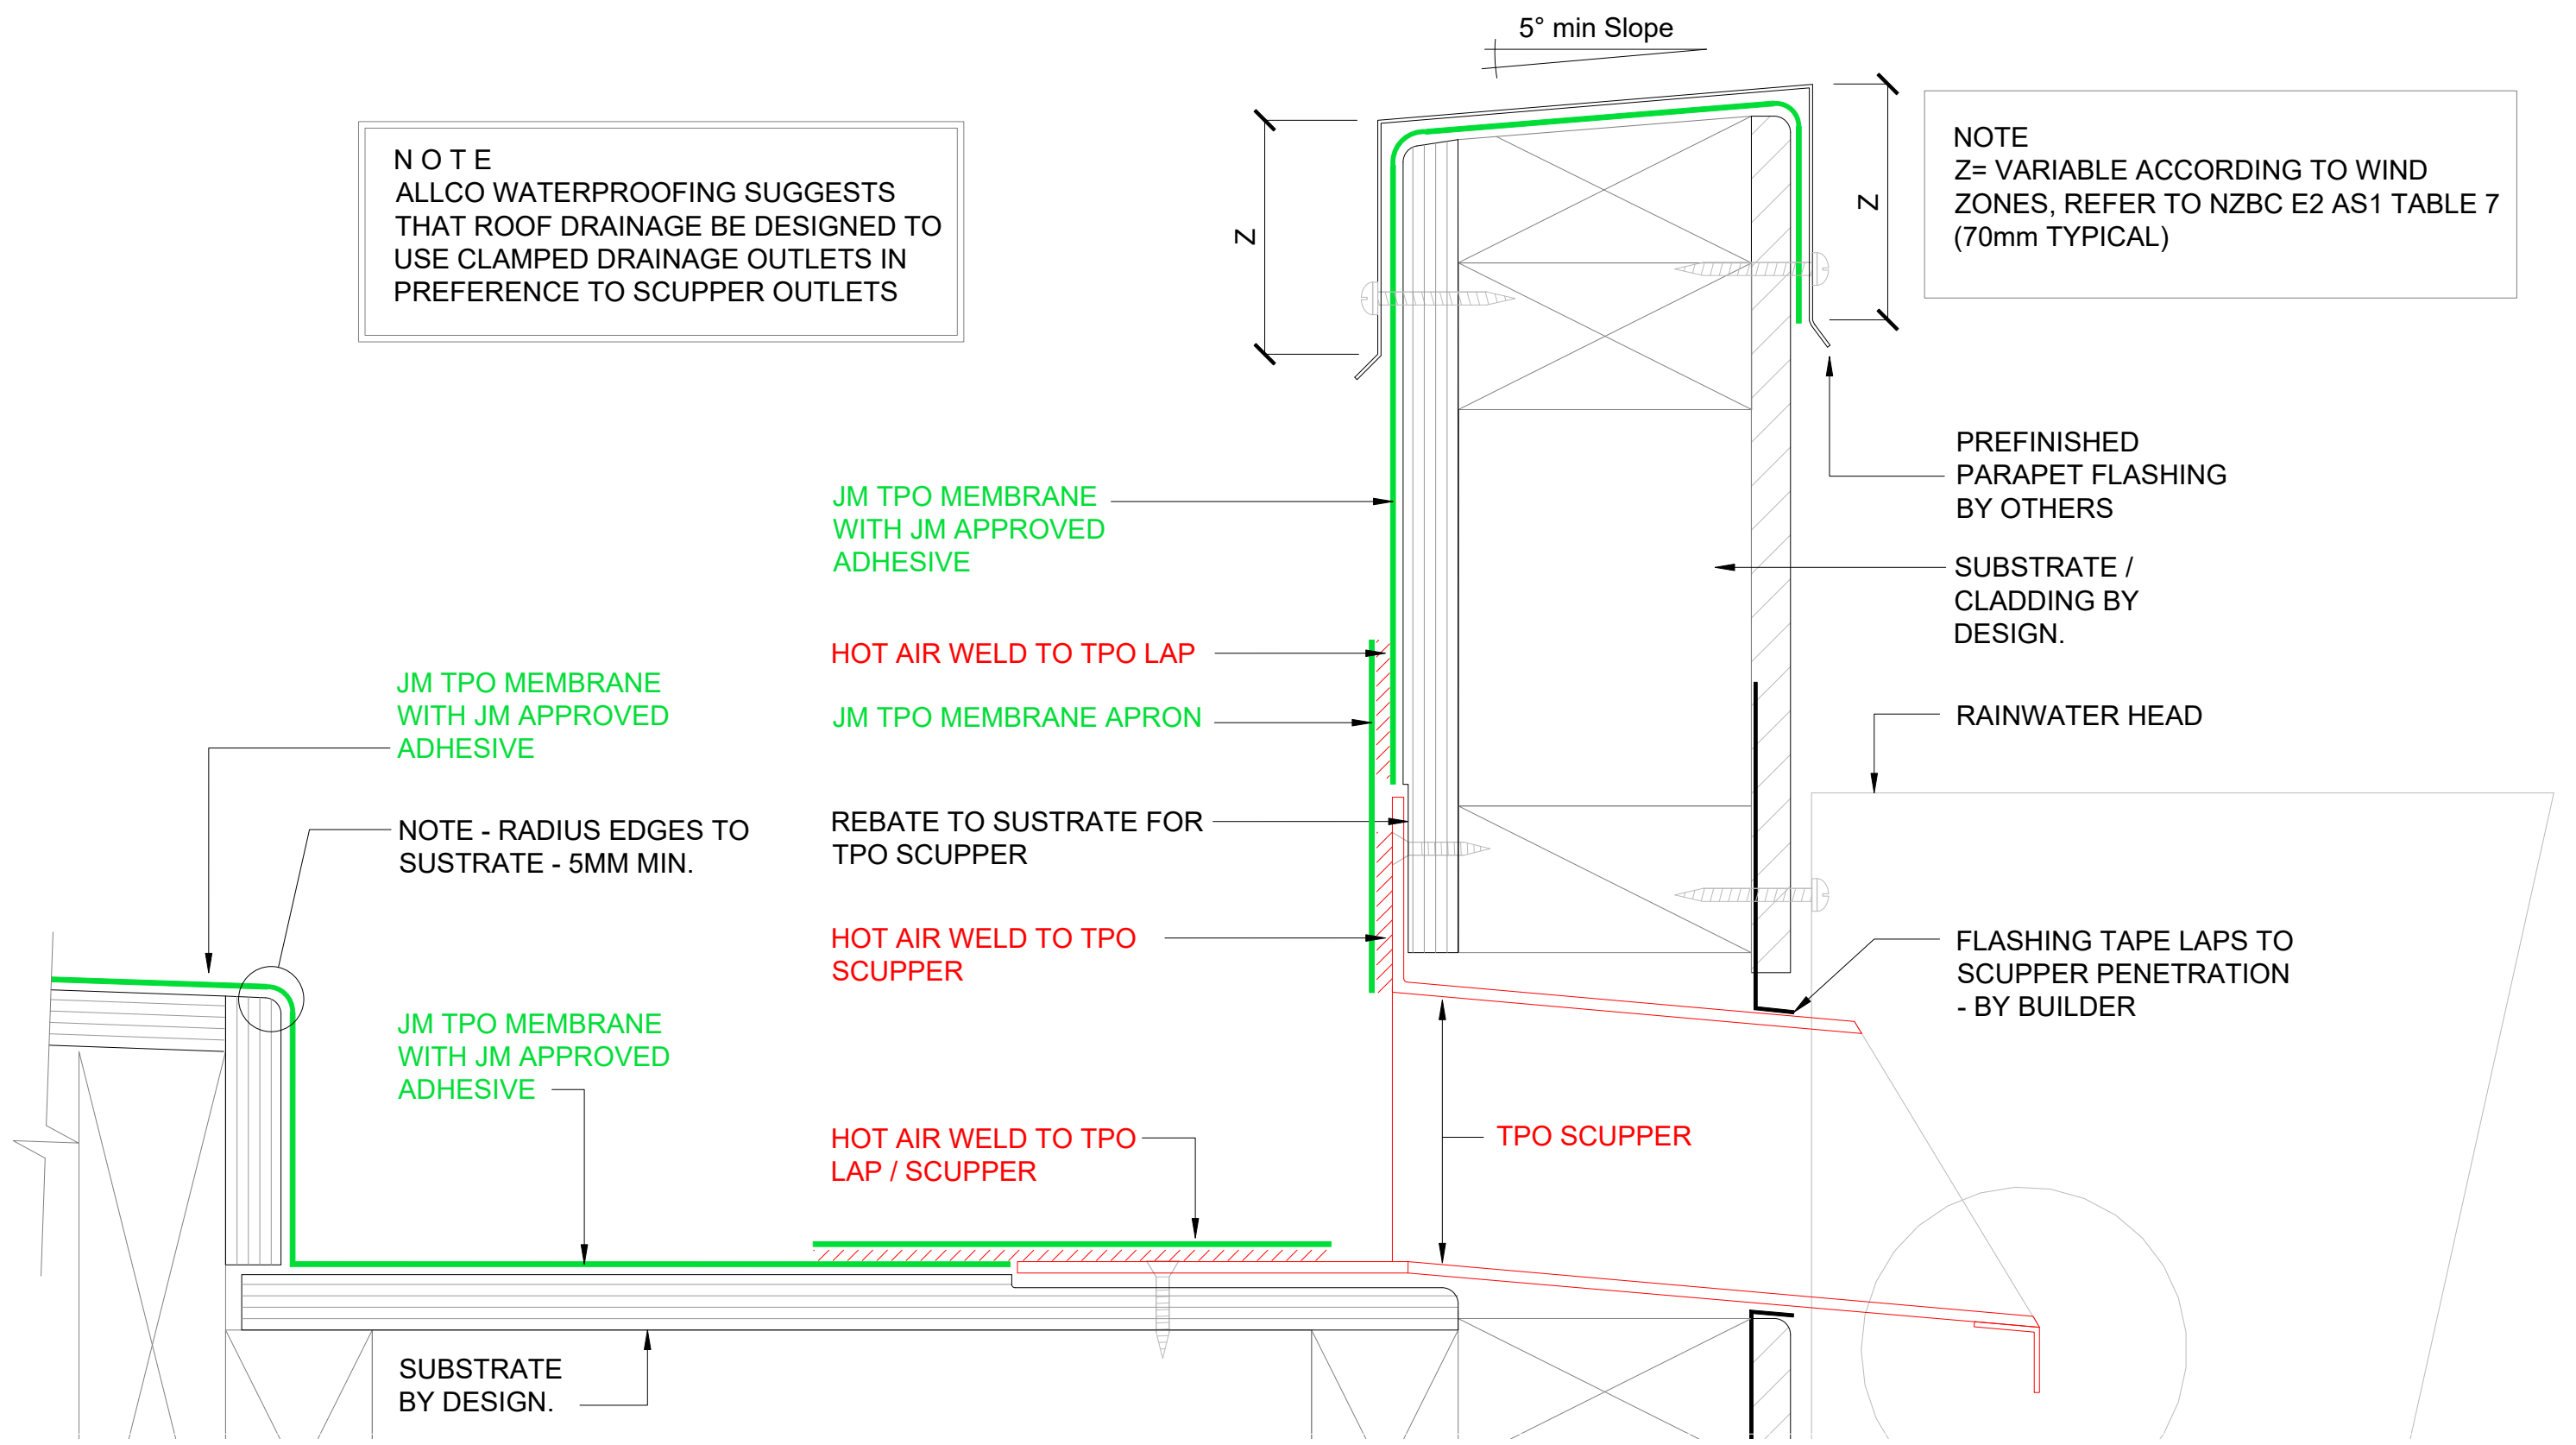 5° min Slope
N O T E
ALLCO WATERPROOFING SUGGESTS
THAT ROOF DRAINAGE BE DESIGNED TO
USE CLAMPED DRAINAGE OUTLETS IN
PREFERENCE TO SCUPPER OUTLETS
Z
Z
NOTE
Z= VARIABLE ACCORDING TO WIND
ZONES, REFER TO NZBC E2 AS1 TABLE 7
(70mm TYPICAL)
JM TPO MEMBRANE
WITH JM APPROVED
ADHESIVE
PREFINISHED
PARAPET FLASHING
BY OTHERS
SUBSTRATE /
CLADDING BY
DESIGN.
HOT AIR WELD TO TPO LAP
JM TPO MEMBRANE
WITH JM APPROVED
ADHESIVE
JM TPO MEMBRANE APRON
RAINWATER HEAD
NOTE - RADIUS EDGES TO
SUSTRATE - 5MM MIN.
REBATE TO SUSTRATE FOR
TPO SCUPPER
HOT AIR WELD TO TPO
SCUPPER
FLASHING TAPE LAPS TO
SCUPPER PENETRATION
- BY BUILDER
JM TPO MEMBRANE
WITH JM APPROVED
ADHESIVE
HOT AIR WELD TO TPO
LAP / SCUPPER
TPO SCUPPER
SUBSTRATE
BY DESIGN.